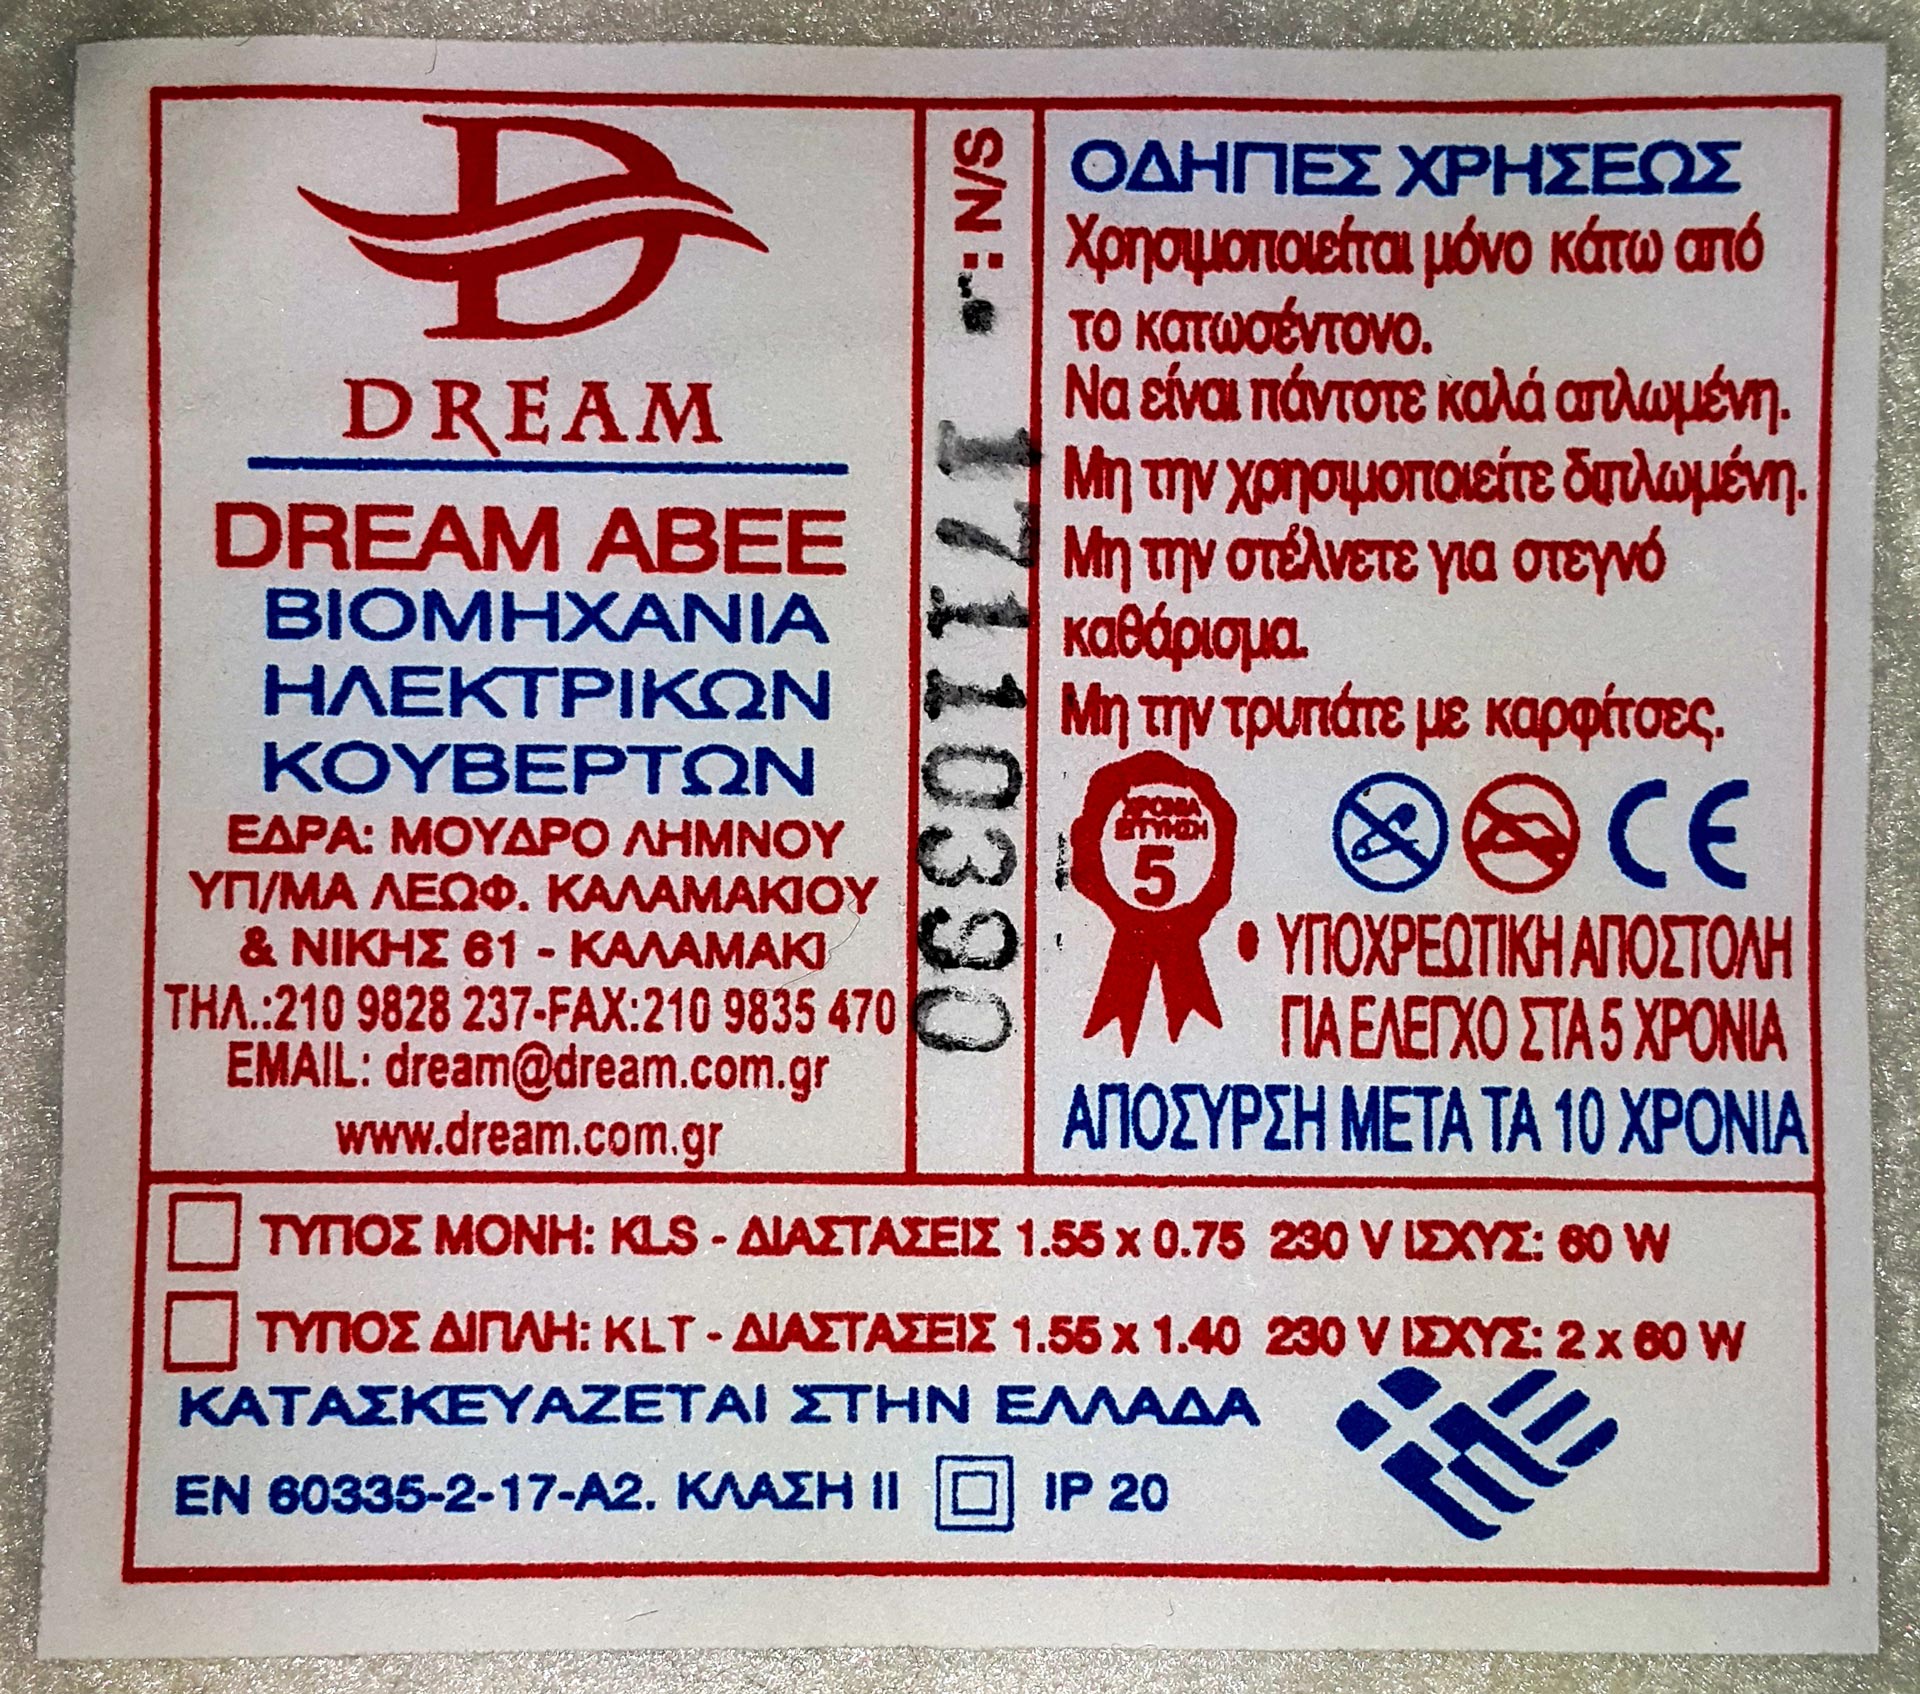 DREAM
DREAM ABEE
ΒΙΟΜΗΧΑΝΙΑ
ΗΛΕΚΤΡΙΚΩΝ
ΚΟΥΒΕΡΤΩΝ
ΕΔΡΑ: ΜΟΥΔΡΟ ΛΗΜΝΟΥ
ΥΠ/ΜΑ ΛΕΩΦ. ΚΑΛΑΜΑΚΙΟΥ
& ΝΙΚΗΣ 61 - ΚΑΛΑΜΑΚΙ
ΤΗΛ.:210 9828 237-FAX:210 9835 470
EMAIL: dream@dream.com.gr
www.dream.com.gr
S/N :
17110390
ΟΔΗΓΙΕΣ ΧΡΗΣΕΩΣ
Χρησιμοποιείται μόνο κάτω από
το κατωσέντονο.
Να είναι πάντοτε καλά απλωμένη.
Μη την χρησιμοποιείτε διπλωμένη.
Μη την στέλνετε για στεγνό
καθάρισμα.
Μη την τρυπάτε με καρφίτσες.
ΧΡΟΝΙΑ
ΕΓΓΥΗΣΗ
5
CE
• ΥΠΟΧΡΕΩΤΙΚΗ ΑΠΟΣΤΟΛΗ
ΓΙΑ ΕΛΕΓΧΟ ΣΤΑ 5 ΧΡΟΝΙΑ
ΑΠΟΣΥΡΣΗ ΜΕΤΑ ΤΑ 10 ΧΡΟΝΙΑ
ΤΥΠΟΣ ΜΟΝΗ: KLS - ΔΙΑΣΤΑΣΕΙΣ 1.55 x 0.75 230 V ΙΣΧΥΣ: 60 W
ΤΥΠΟΣ ΔΙΠΛΗ: KLT - ΔΙΑΣΤΑΣΕΙΣ 1.55 x 1.40 230 V ΙΣΧΥΣ: 2 x 60 W
ΚΑΤΑΣΚΕΥΑΖΕΤΑΙ ΣΤΗΝ ΕΛΛΑΔΑ
EN 60335-2-17-A2. ΚΛΑΣΗ II IP 20